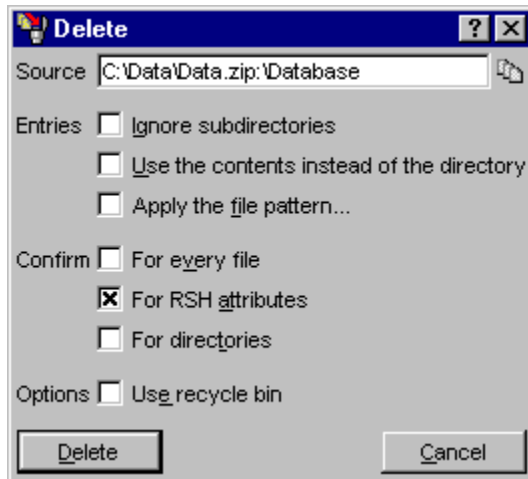 Delete
Source C:\Data\Data.zip:\Database
Entries Ignore subdirectories
Use the contents instead of the directory
Apply the file pattern...
Confirm For every file
For RSH attributes
For directories
Options Use recycle bin
Delete Cancel